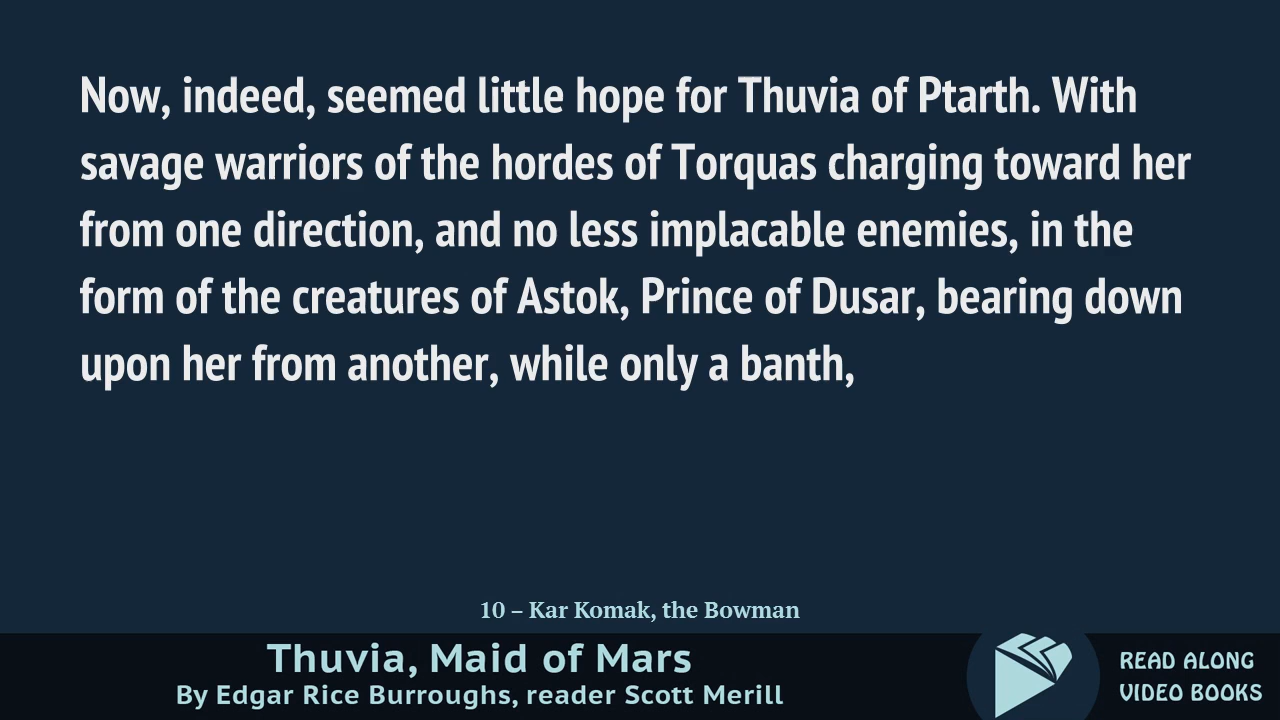 Now, indeed, seemed little hope for Thuvia of Ptarth. With
savage warriors of the hordes of Torquas charging toward her
from one direction, and no less implacable enemies, in the
form of the creatures of Astok, Prince of Dusar, bearing down
upon her from another, while only a banth,
10 – Kar Komak, the Bowman
Thuvia, Maid of Mars
By Edgar Rice Burroughs, reader Scott Merill
READ ALONG
VIDEO BOOKS